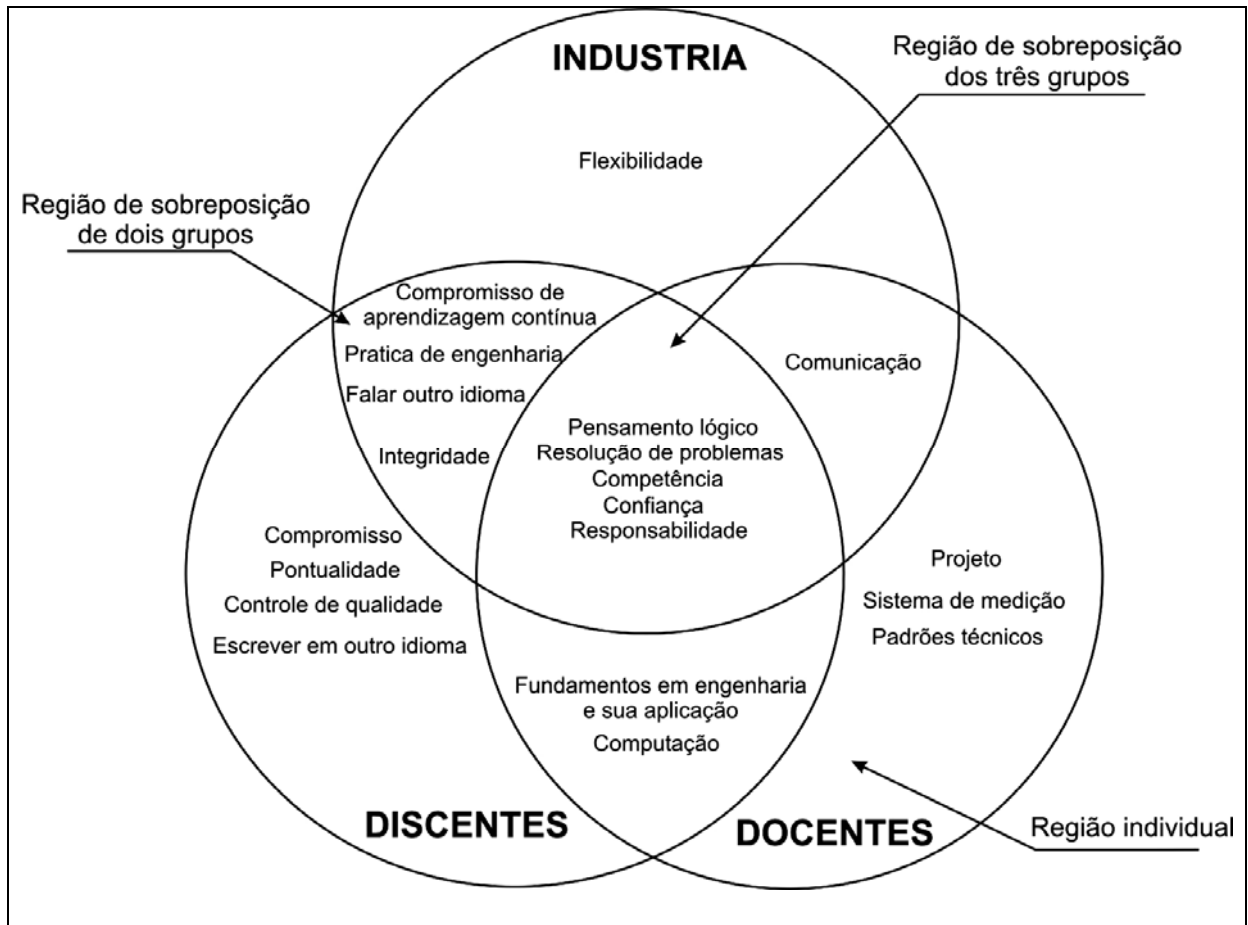 INDUSTRIA
Região de sobreposição
dos três grupos
Flexibilidade
Região de sobreposição
de dois grupos
Compromisso de
aprendizagem contínua
Pratica de engenharia
Falar outro idioma
Integridade
Comunicação
Pensamento lógico
Resolução de problemas
Competência
Confiança
Responsabilidade
Compromisso
Pontualidade
Controle de qualidade
Escrever em outro idioma
Projeto
Sistema de medição
Padrões técnicos
Fundamentos em engenharia
e sua aplicação
Computação
DISCENTES
DOCENTES
Região individual